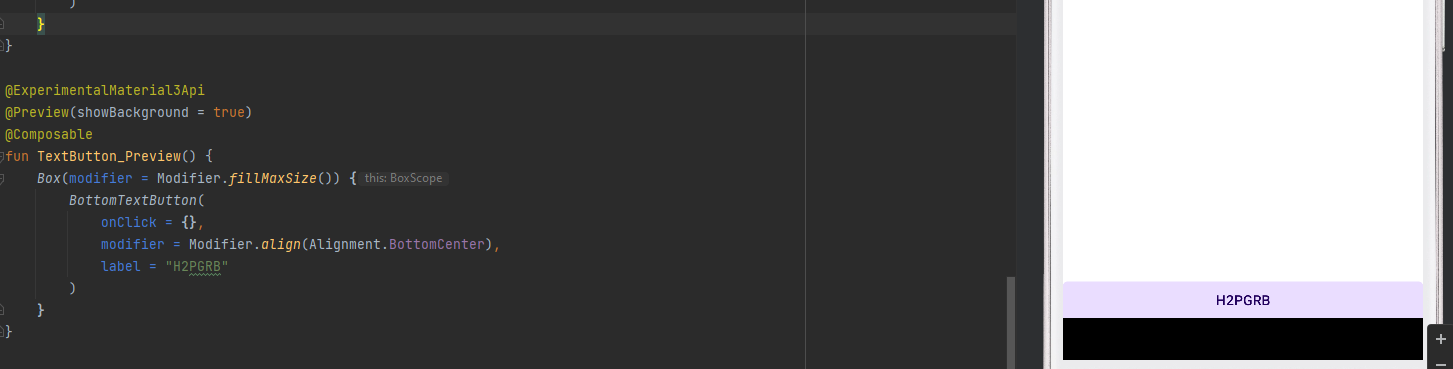 )
}
}
@ExperimentalMaterial3Api
@Preview(showBackground = true)
@Composable
fun TextButton_Preview() {
Box(modifier = Modifier.fillMaxSize()) { this: BoxScope
BottomTextButton(
onClick = {},
modifier = Modifier.align(Alignment.BottomCenter),
label = "H2PGRB"
)
}
}
H2PGRB